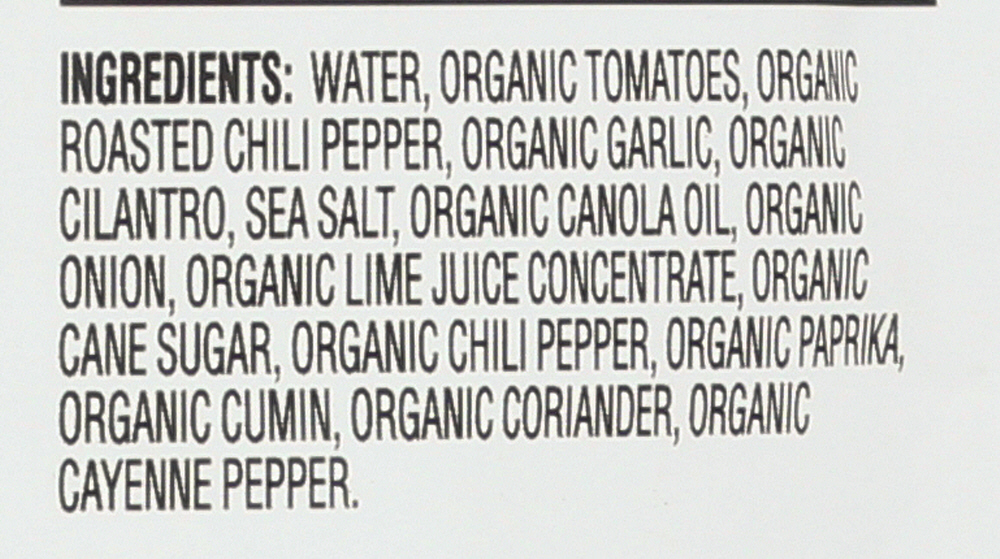 INGREDIENTS: WATER, ORGANIC TOMATOES, ORGANIC
ROASTED CHILI PEPPER, ORGANIC GARLIC, ORGANIC
CILANTRO, SEA SALT, ORGANIC CANOLA OIL, ORGANIC
ONION, ORGANIC LIME JUICE CONCENTRATE, ORGANIC
CANE SUGAR, ORGANIC CHILI PEPPER, ORGANIC PAPRIKA,
ORGANIC CUMIN, ORGANIC CORIANDER, ORGANIC
CAYENNE PEPPER.